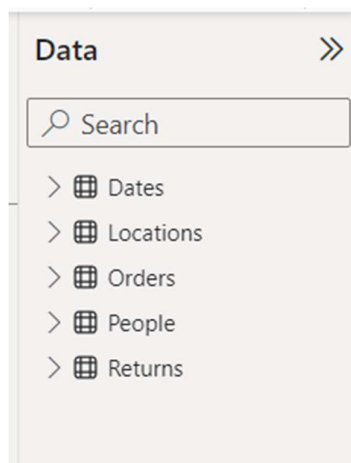 Data
Search
Dates
Locations
Orders
People
Returns